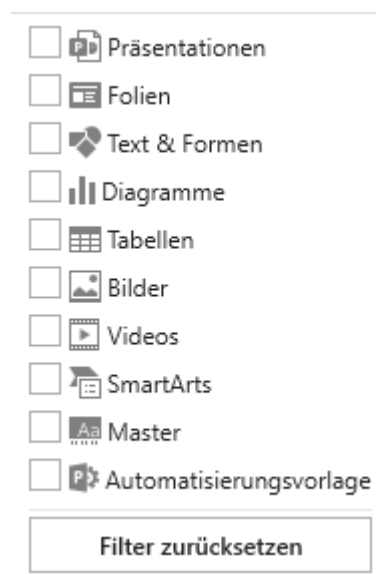 Präsentationen
Folien
Text & Formen
Diagramme
Tabellen
Bilder
Videos
SmartArts
Master
Automatisierungsvorlage
Filter zurücksetzen